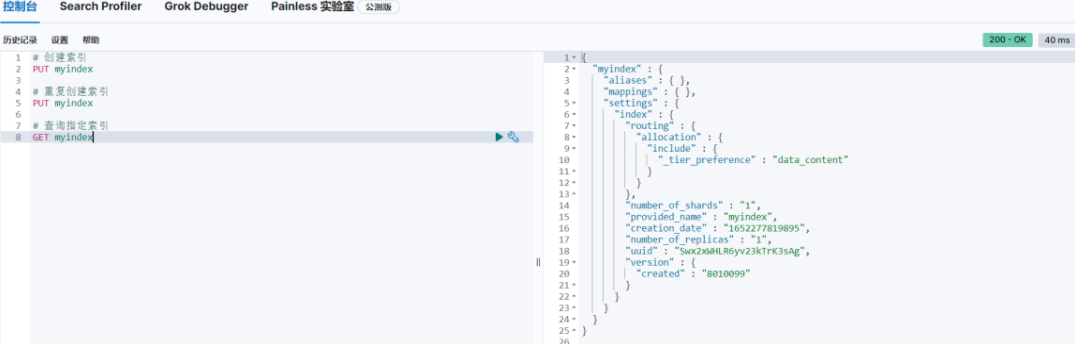 控制台 Search Profiler Grok Debugger Painless 实验室 公测版
历史记录 设置 帮助
200 - OK 40 ms
1 # 创建索引
2 PUT myindex
3
4 # 重复创建索引
5 PUT myindex
6
7 # 查询指定索引
8 GET myindex
1 {
2 "myindex" : {
3 "aliases" : { },
4 "mappings" : { },
5 "settings" : {
6 "index" : {
7 "routing" : {
8 "allocation" : {
9 "include" : {
10 "_tier_preference" : "data_content"
11 }
12 }
13 },
14 "number_of_shards" : "1",
15 "provided_name" : "myindex",
16 "creation_date" : "1652277819895",
17 "number_of_replicas" : "1",
18 "uuid" : "Swx2xWHLR6yv23kTrK3sAg",
19 "version" : {
20 "created" : "8010099"
21 }
22 }
23 }
24 }
25 }
26